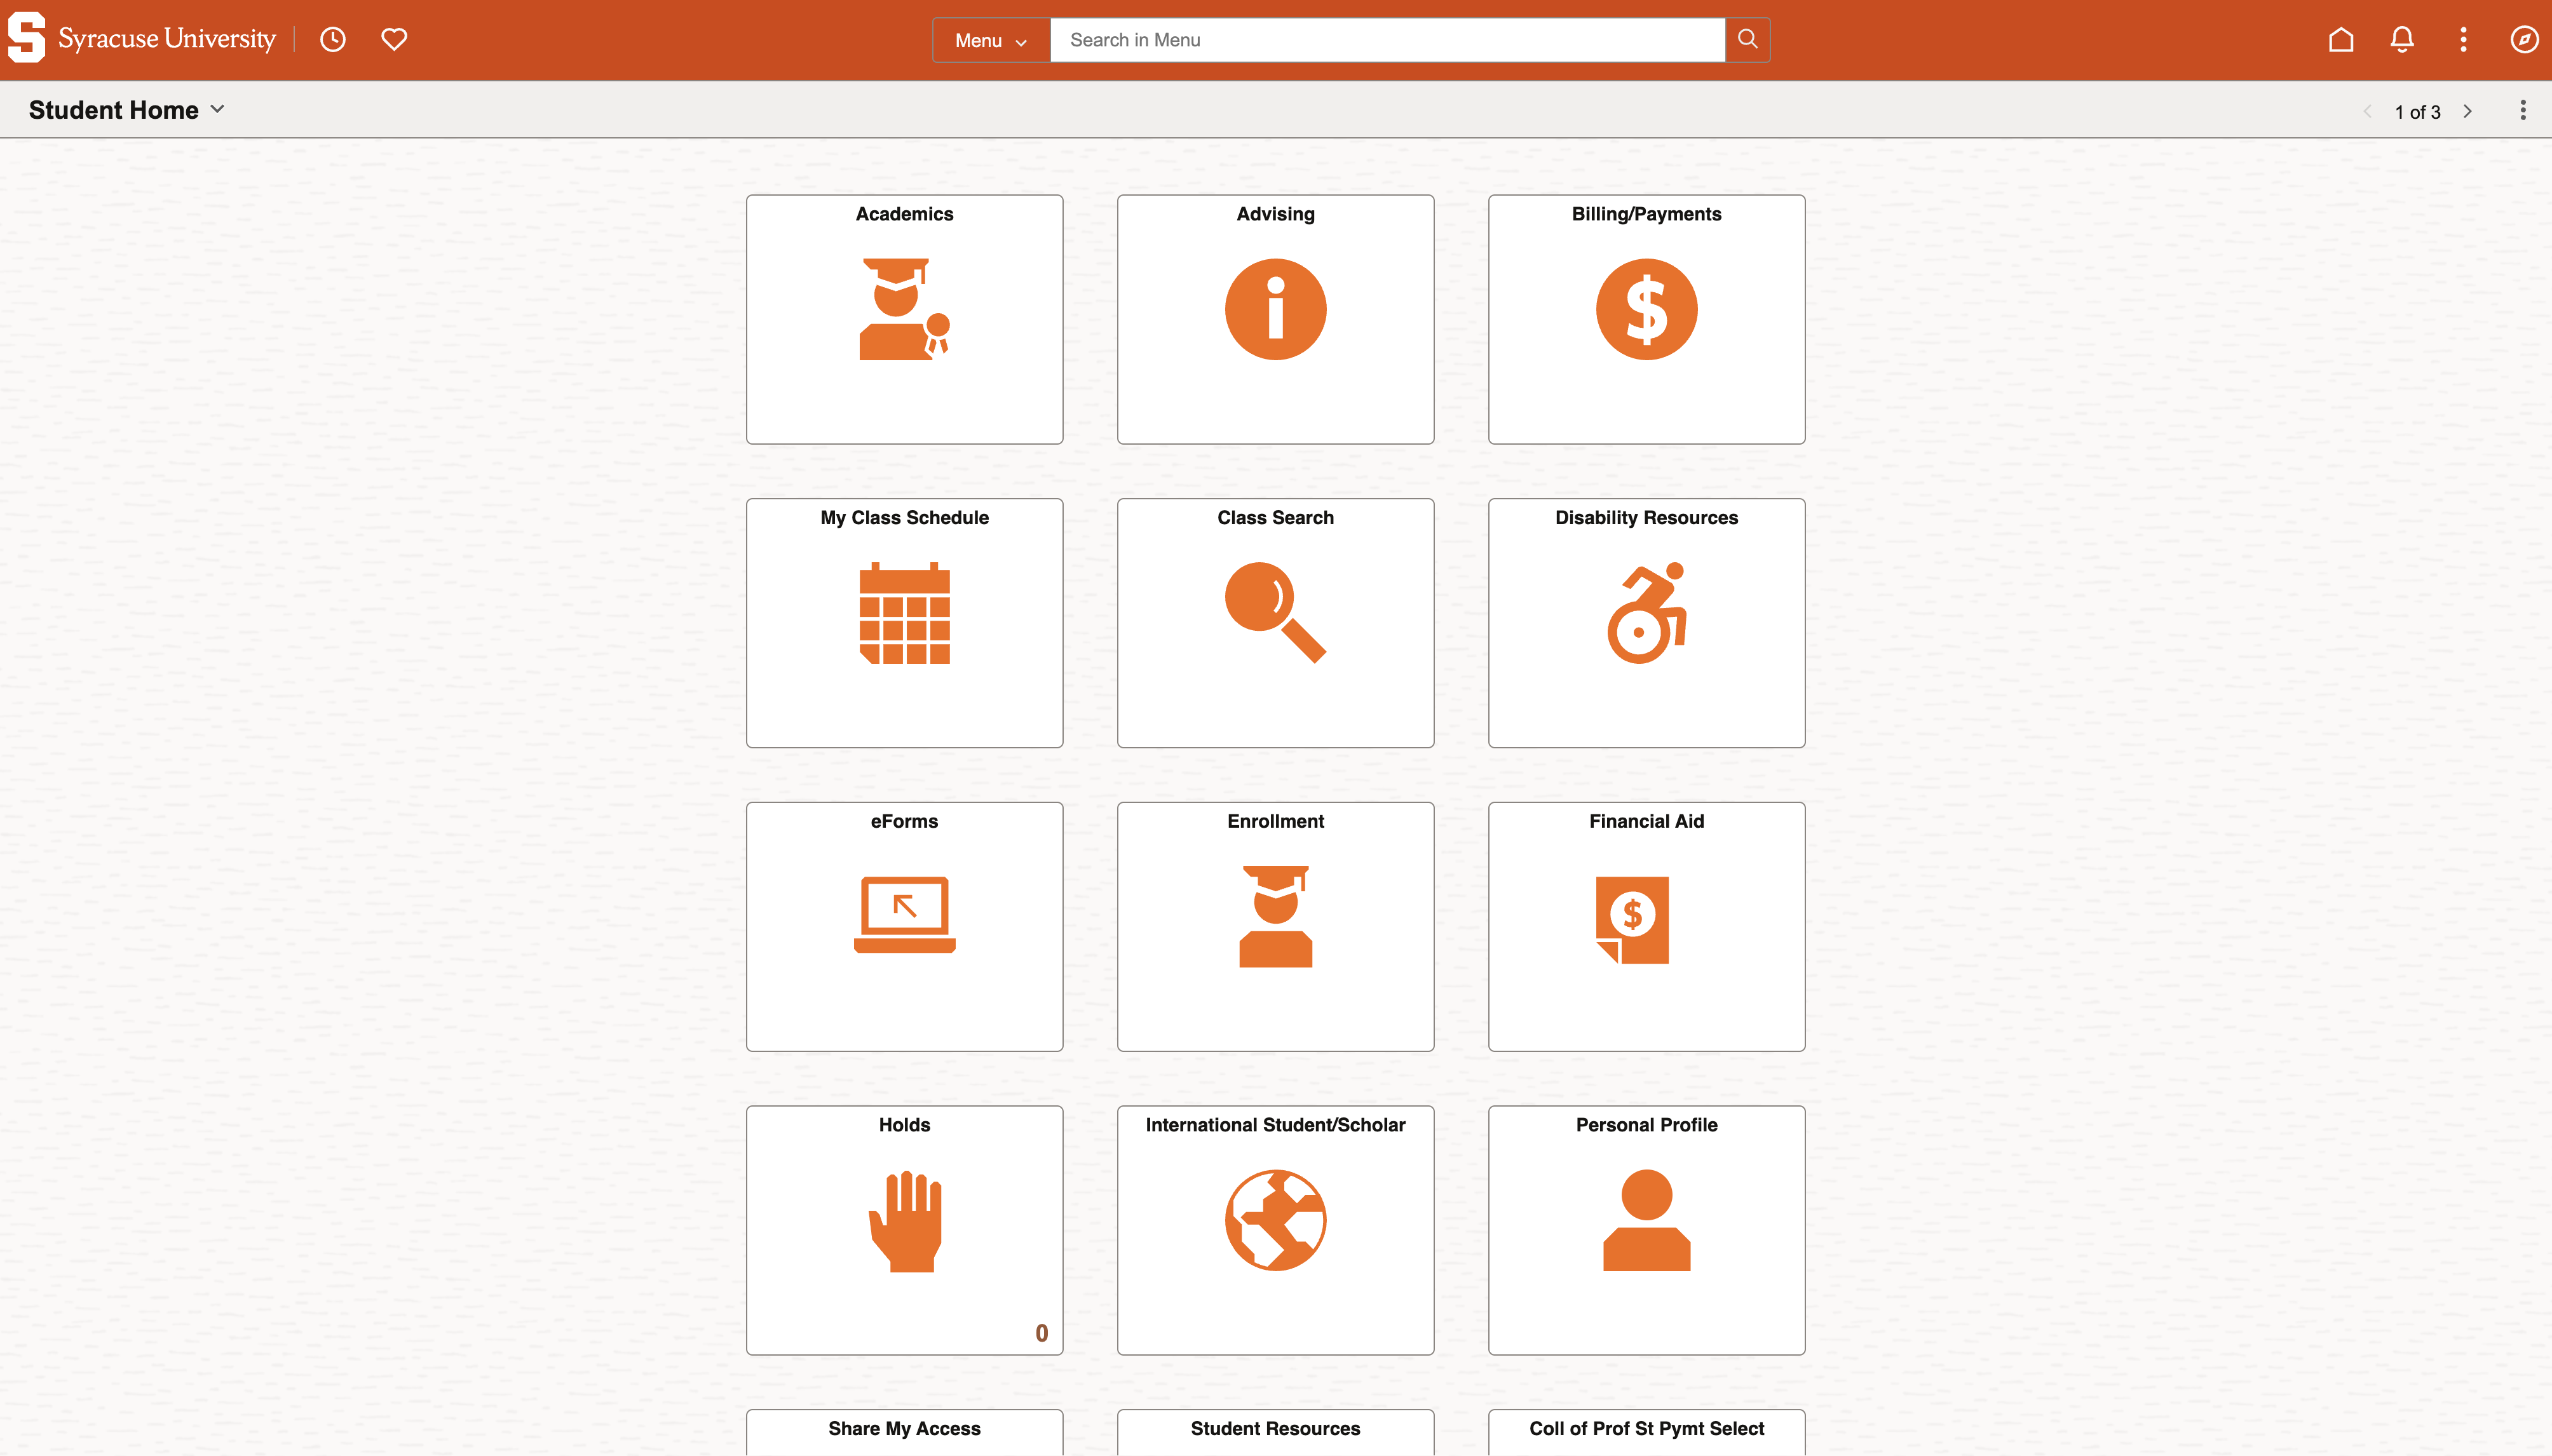 S Syracuse University
Menu
Search in Menu
Student Home
1 of 3
Academics
Advising
Billing/Payments
My Class Schedule
Class Search
Disability Resources
eForms
Enrollment
Financial Aid
Holds
0
International Student/Scholar
Personal Profile
Share My Access
Student Resources
Coll of Prof St Pymt Select